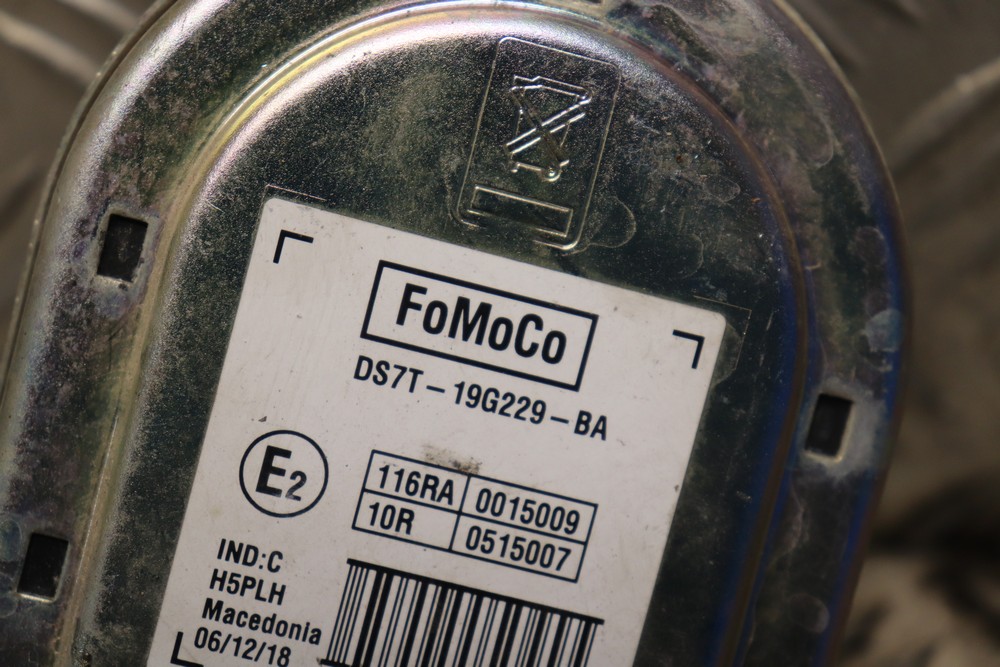 FoMoCo
DS7T-19G229-BA
E2
116RA 0015009
10R 0515007
IND:C
H5PLH
Macedonia
06/12/18